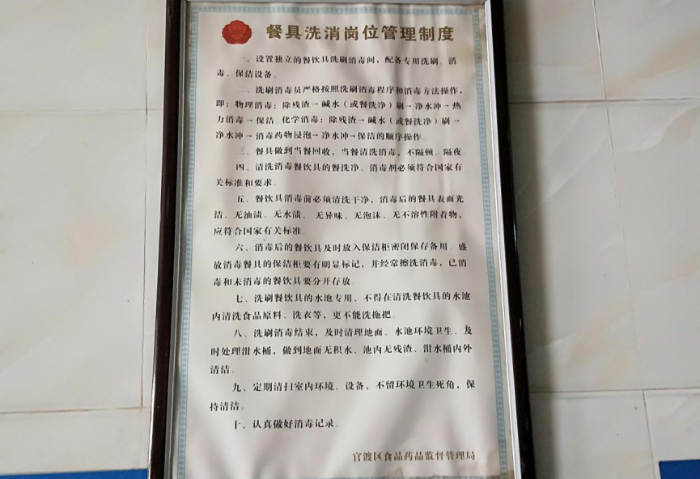 餐具洗消岗位管理制度
一、设置独立的餐饮具洗刷消毒间，配备专用洗刷、消
毒、保洁设备。
二、洗刷消毒员严格按照洗刷消毒程序和消毒方法操作，
即：物理消毒：除残渣→碱水（或餐洗净）刷→净水冲→热
力消毒→保洁。化学消毒：除残渣→碱水（或餐洗净）刷→
净水冲→消毒药物浸泡→净水冲→保洁的顺序操作。
三、餐具做到当餐回收，当餐清洗消毒，不隔顿、隔夜。
四、清洗消毒餐饮具的餐洗净、消毒剂必须符合国家有
关标准和要求。
五、餐饮具消毒前必须清洗干净，消毒后的餐具表面光
洁、无油渍、无水渍、无异味、无泡沫、无不溶性附着物，
应符合国家有关标准。
六、消毒后的餐饮具及时放入保洁柜密闭保存备用。盛
放消毒餐具的保洁柜要有明显标记，并经常擦洗消毒，已消
毒和未消毒的餐饮具要分开存放。
七、洗刷餐饮具的水池专用、不得在清洗餐饮具的水池
内清洗食品原料、洗衣等，更不能洗拖把。
八、洗刷消毒结束，及时清理地面、水池环境卫生、及
时处理泔水桶，做到地面无积水、池内无残渣、泔水桶内外
清洁。
九、定期清扫室内环境、设备、不留环境卫生死角，保
持清洁。
十、认真做好消毒记录。
官渡区食品药品监督管理局